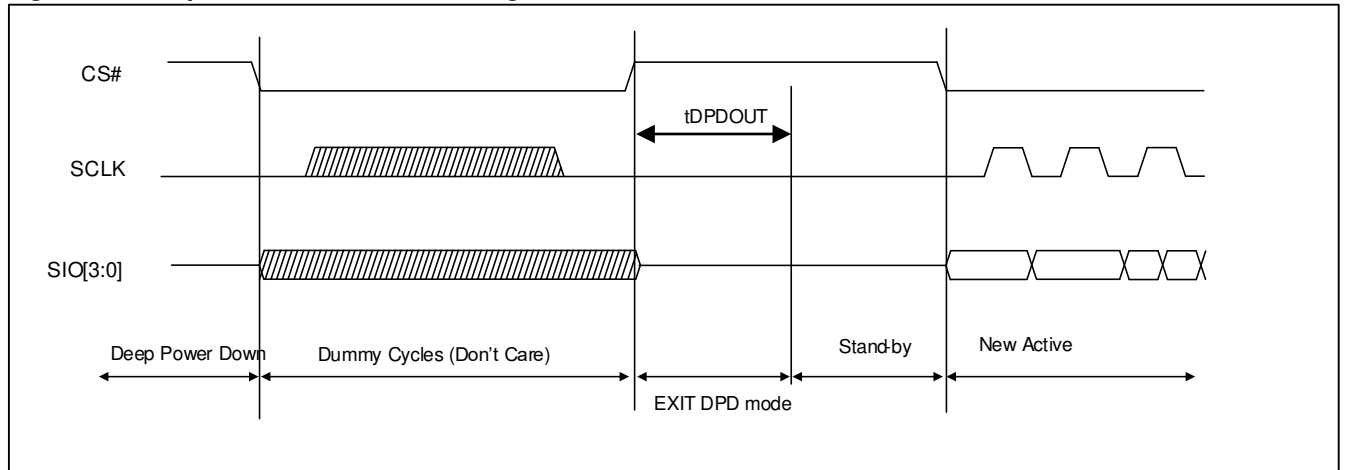 CS#
tDPDOUT
SCLK
SIO[3:0]
Deep Power Down
Dummy Cycles (Don't Care)
Stand-by
New Active
EXIT DPD mode